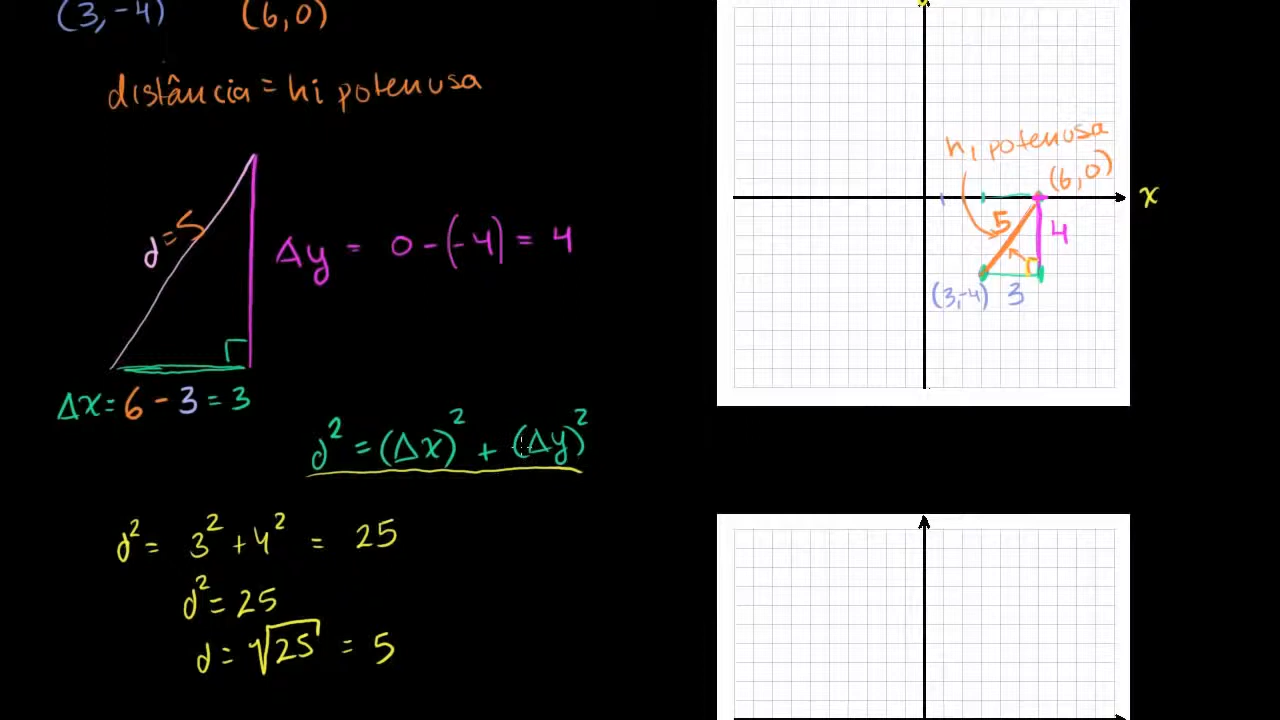 (3,-4) (6,0)
distância = hipotenusa
d = 5
Δy = 0 - (-4) = 4
Δx = 6 - 3 = 3
d² = (Δx)² + (Δy)²
d² = 3² + 4² = 25
d² = 25
d = √25 = 5
hipotenusa
(6,0)
x
5
4
(3,-4) 3